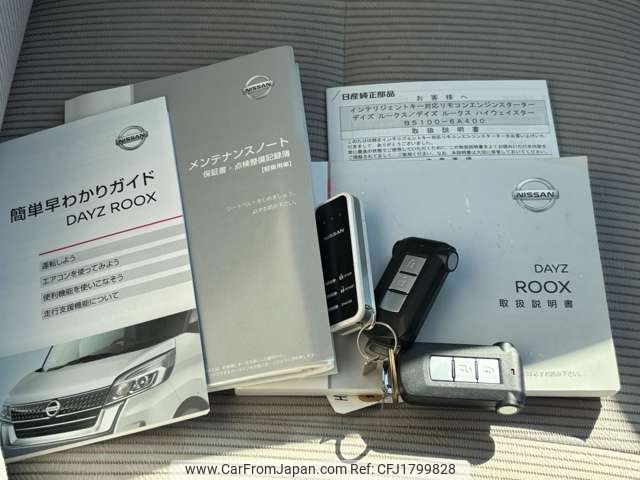 NISSAN
簡単早わかりガイド
DAYZ ROOX
運転しよう
エアコンを使ってみよう
便利機能を使いこなそう
走行支援機能について
NISSAN
メンテナンスノート
保証書・点検整備記録簿
【軽乗用車】
日産純正部品
お客様へ
インテリジェントキー対応リモコンエンジンスターター
デイズ ルークス/デイズ ルークス ハイウェイスター
B5100-6A400
取扱説明書
NISSAN
NISSAN
DAYZ
ROOX
取扱説明書
www.CarFromJapan.com | Ref No: CFJ1799828